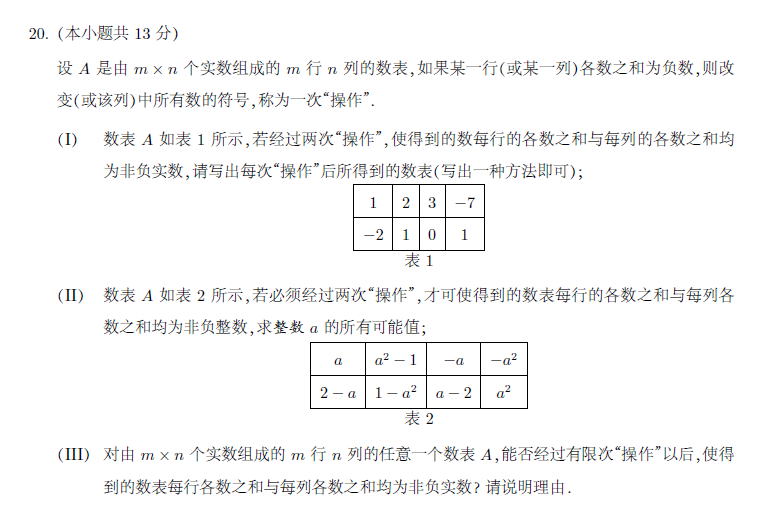 20. (本小题共 13 分)
设 A 是由 m × n 个实数组成的 m 行 n 列的数表,如果某一行(或某一列)各数之和为负数,则改
变(或该列)中所有数的符号,称为一次“操作”.
(I) 数表 A 如表 1 所示,若经过两次“操作”,使得到的数每行的各数之和与每列的各数之和均
为非负实数,请写出每次“操作”后所得到的数表(写出一种方法即可);
1 2 3 −7
−2 1 0 1
表 1
(II) 数表 A 如表 2 所示,若必须经过两次“操作”,才可使得到的数表每行的各数之和与每列各
数之和均为非负整数,求整数 a 的所有可能值;
a a² − 1 −a −a²
2 − a 1 − a² a − 2 a²
表 2
(III) 对由 m × n 个实数组成的 m 行 n 列的任意一个数表 A,能否经过有限次“操作”以后,使得
到的数表每行各数之和与每列各数之和均为非负实数? 请说明理由.